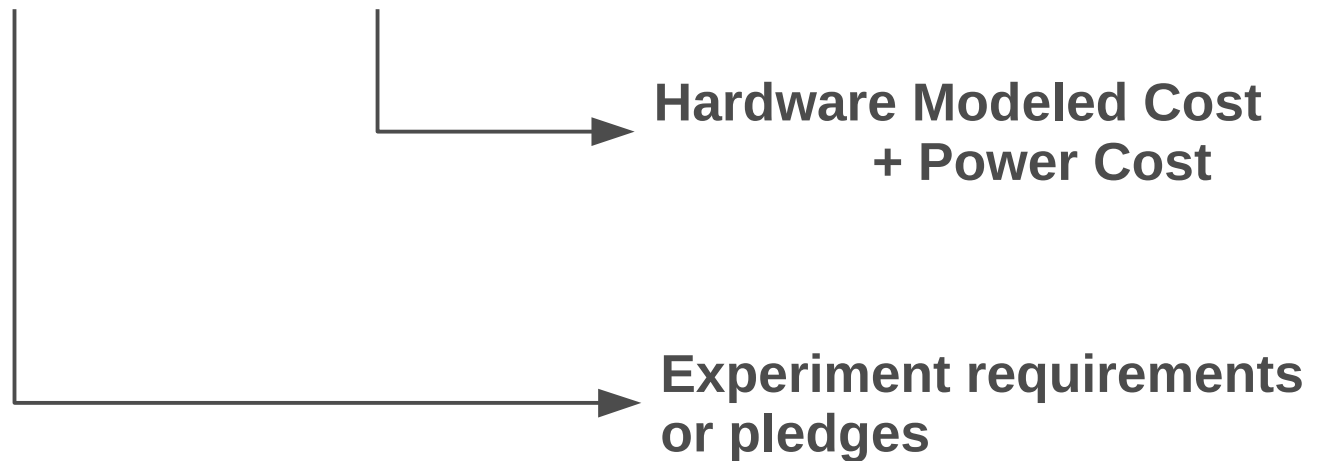 Hardware Modeled Cost
+ Power Cost
Experiment requirements
or pledges